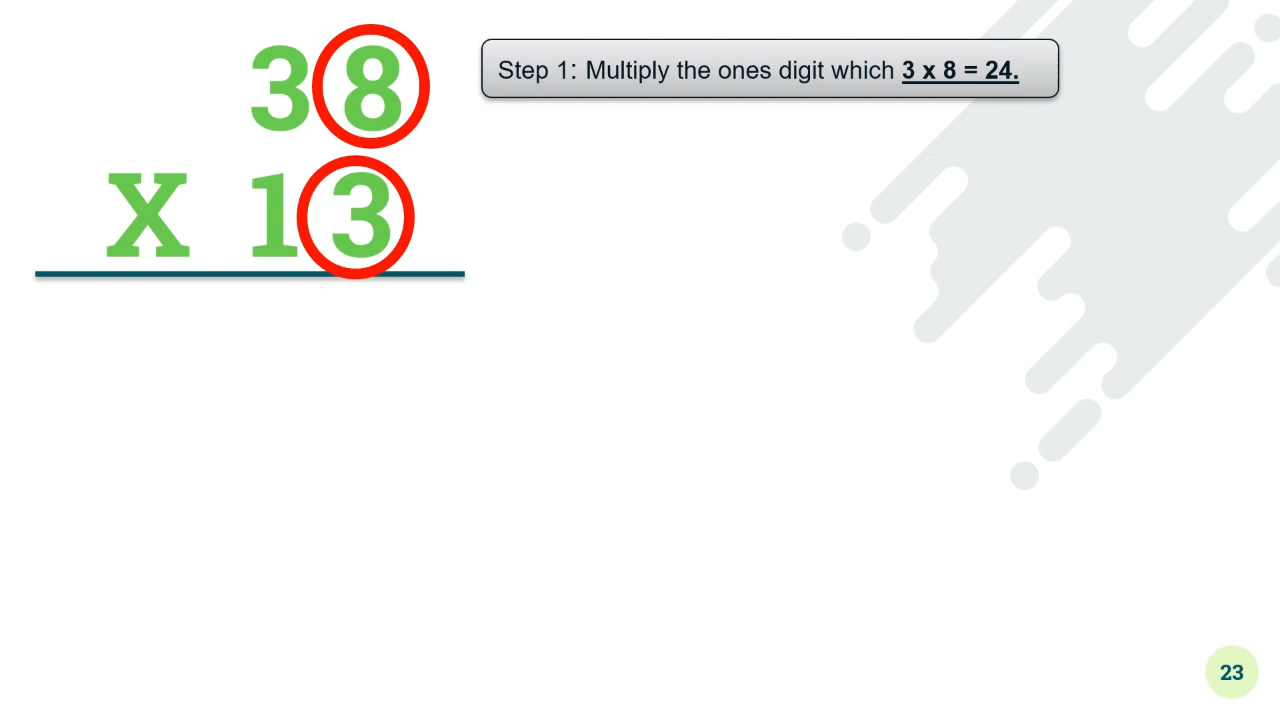 38
X 13
Step 1: Multiply the ones digit which 3 x 8 = 24.
23